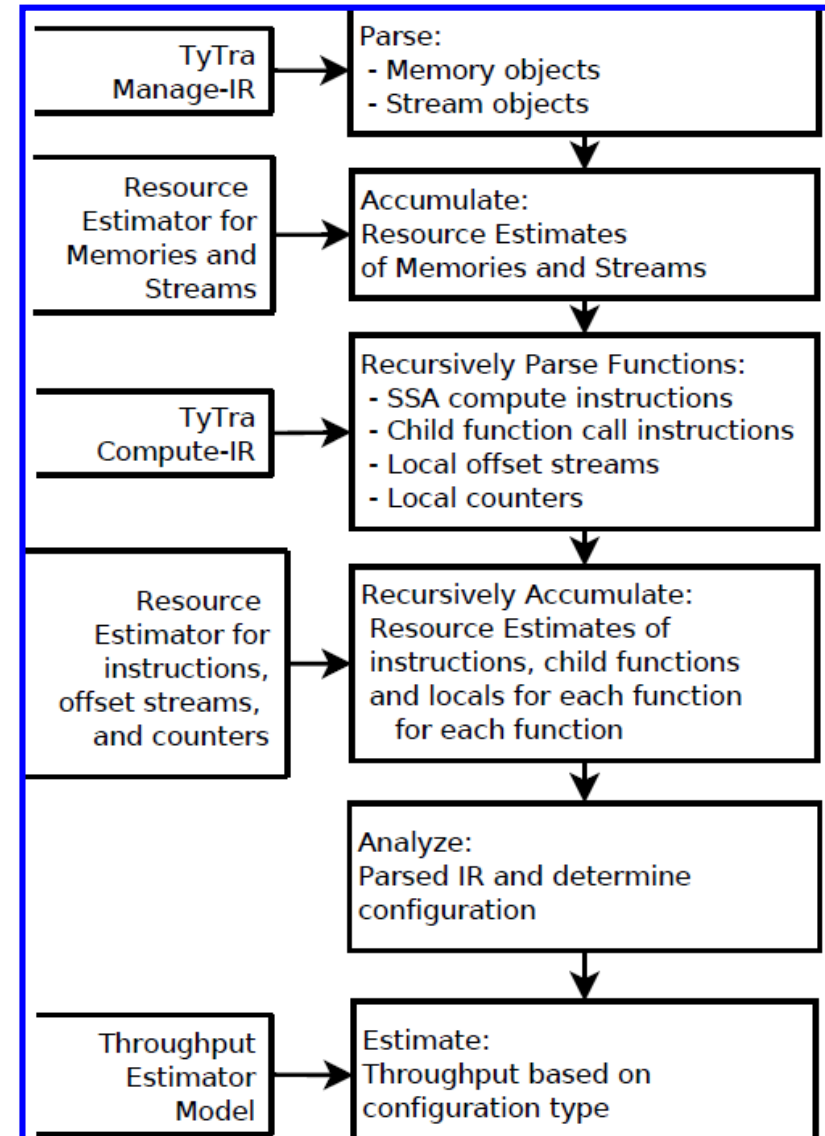 TyTra
Manage-IR
Parse:
- Memory objects
- Stream objects
Resource
Estimator for
Memories and
Streams
Accumulate:
Resource Estimates
of Memories and Streams
TyTra
Compute-IR
Recursively Parse Functions:
- SSA compute instructions
- Child function call instructions
- Local offset streams
- Local counters
Resource
Estimator for
instructions,
offset streams,
and counters
Recursively Accumulate:
Resource Estimates of
instructions, child functions
and locals for each function
for each function
Analyze:
Parsed IR and determine
configuration
Throughput
Estimator
Model
Estimate:
Throughput based on
configuration type